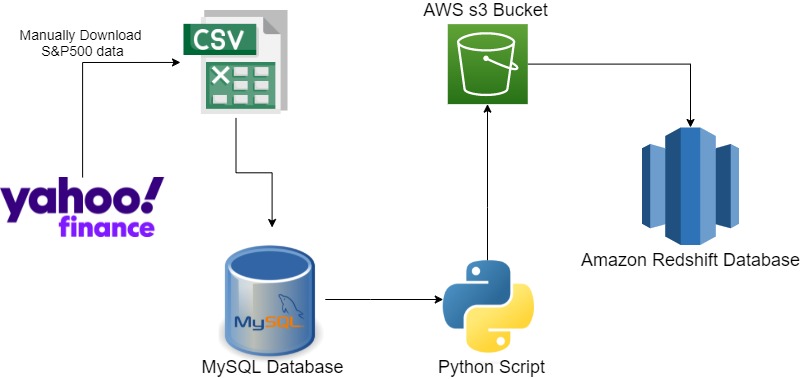 Manually Download
S&P500 data
CSV
AWS s3 Bucket
yahoo!
finance
Amazon Redshift Database
MySQL
MySQL Database
Python Script